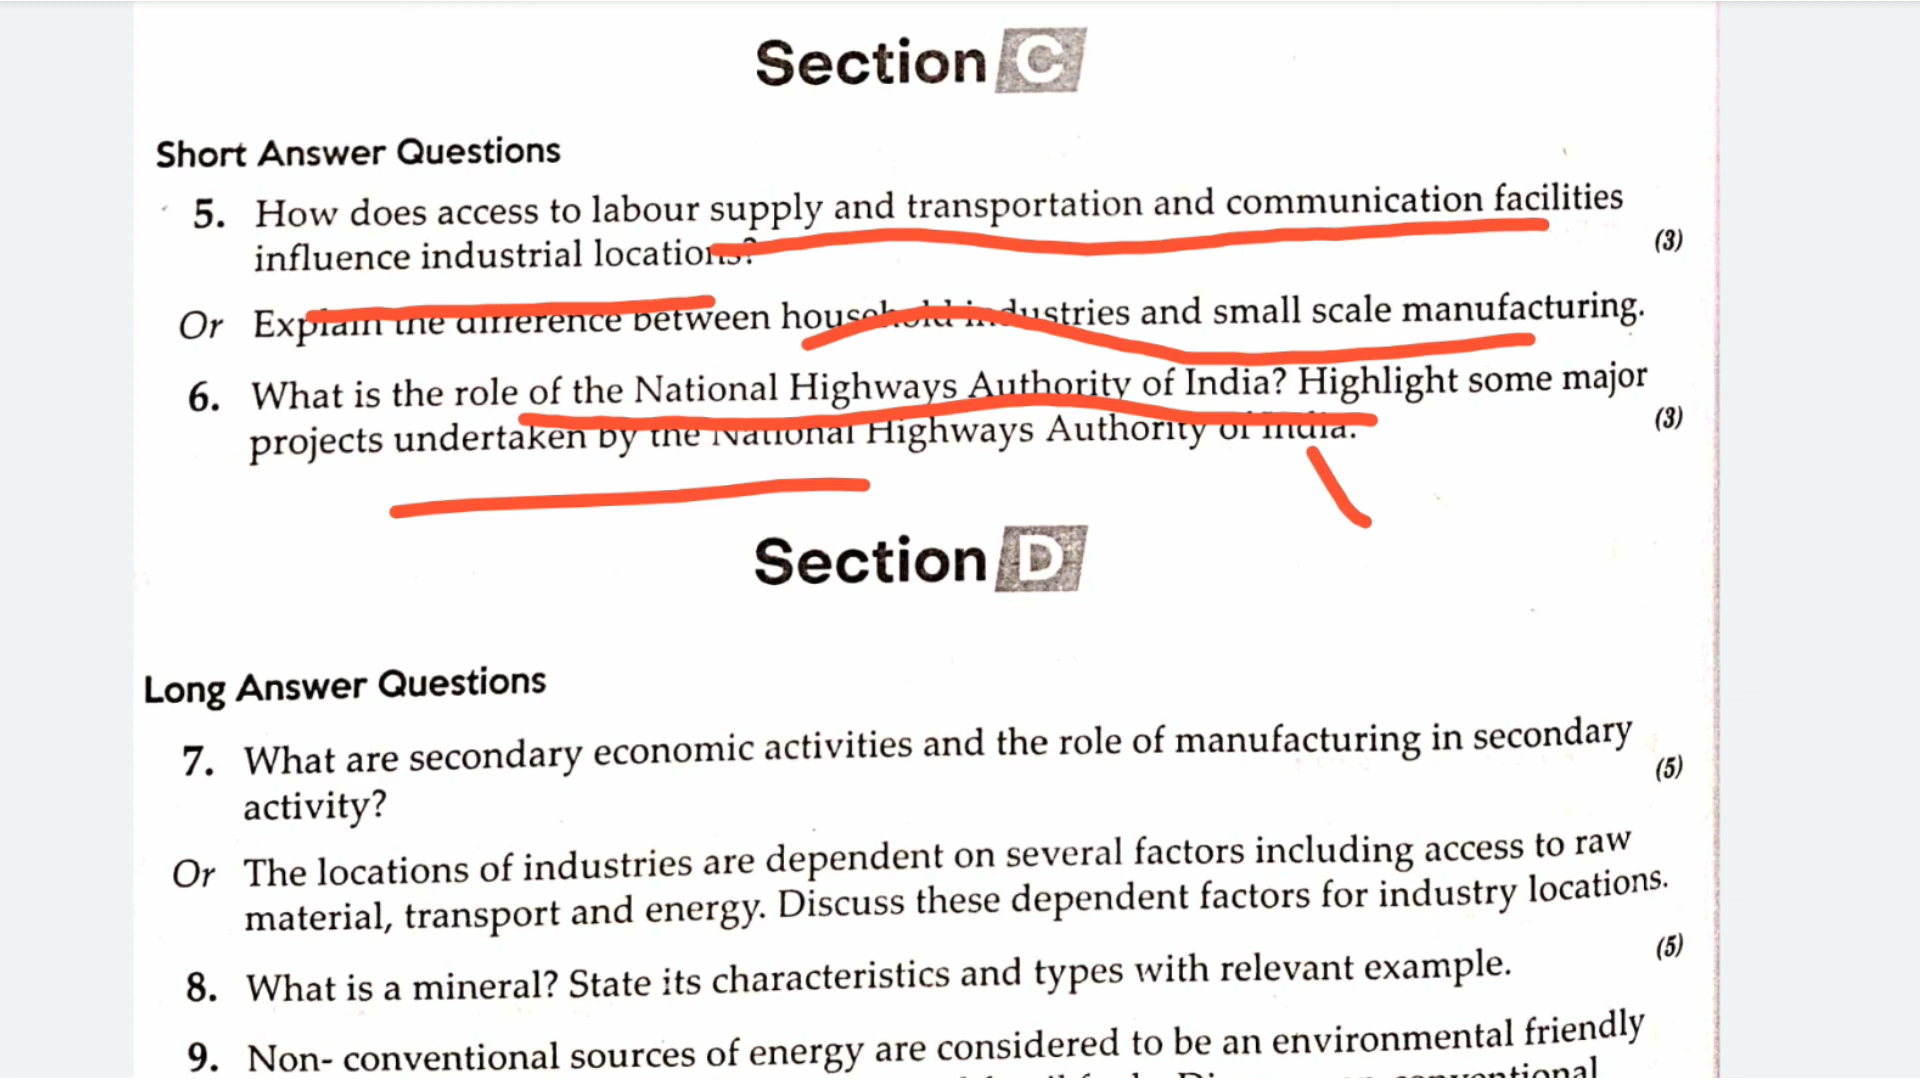 Section C
Short Answer Questions
5. How does access to labour supply and transportation and communication facilities
influence industrial locations?
(3)
Or Explain the difference between household industries and small scale manufacturing.
6. What is the role of the National Highways Authority of India? Highlight some major
projects undertaken by the National Highways Authority of India.
(3)
Section D
Long Answer Questions
7. What are secondary economic activities and the role of manufacturing in secondary
activity?
(5)
Or The locations of industries are dependent on several factors including access to raw
material, transport and energy. Discuss these dependent factors for industry locations.
(5)
8. What is a mineral? State its characteristics and types with relevant example.
9. Non- conventional sources of energy are considered to be an environmental friendly